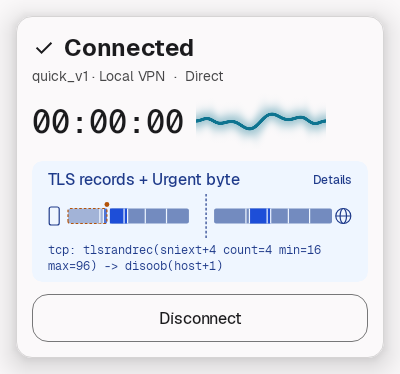 Connected
quick_v1 · Local VPN · Direct
00:00:00
TLS records + Urgent byte
Details
tcp: tlsrandrec(sniext+4 count=4 min=16
max=96) -> disoob(host+1)
Disconnect